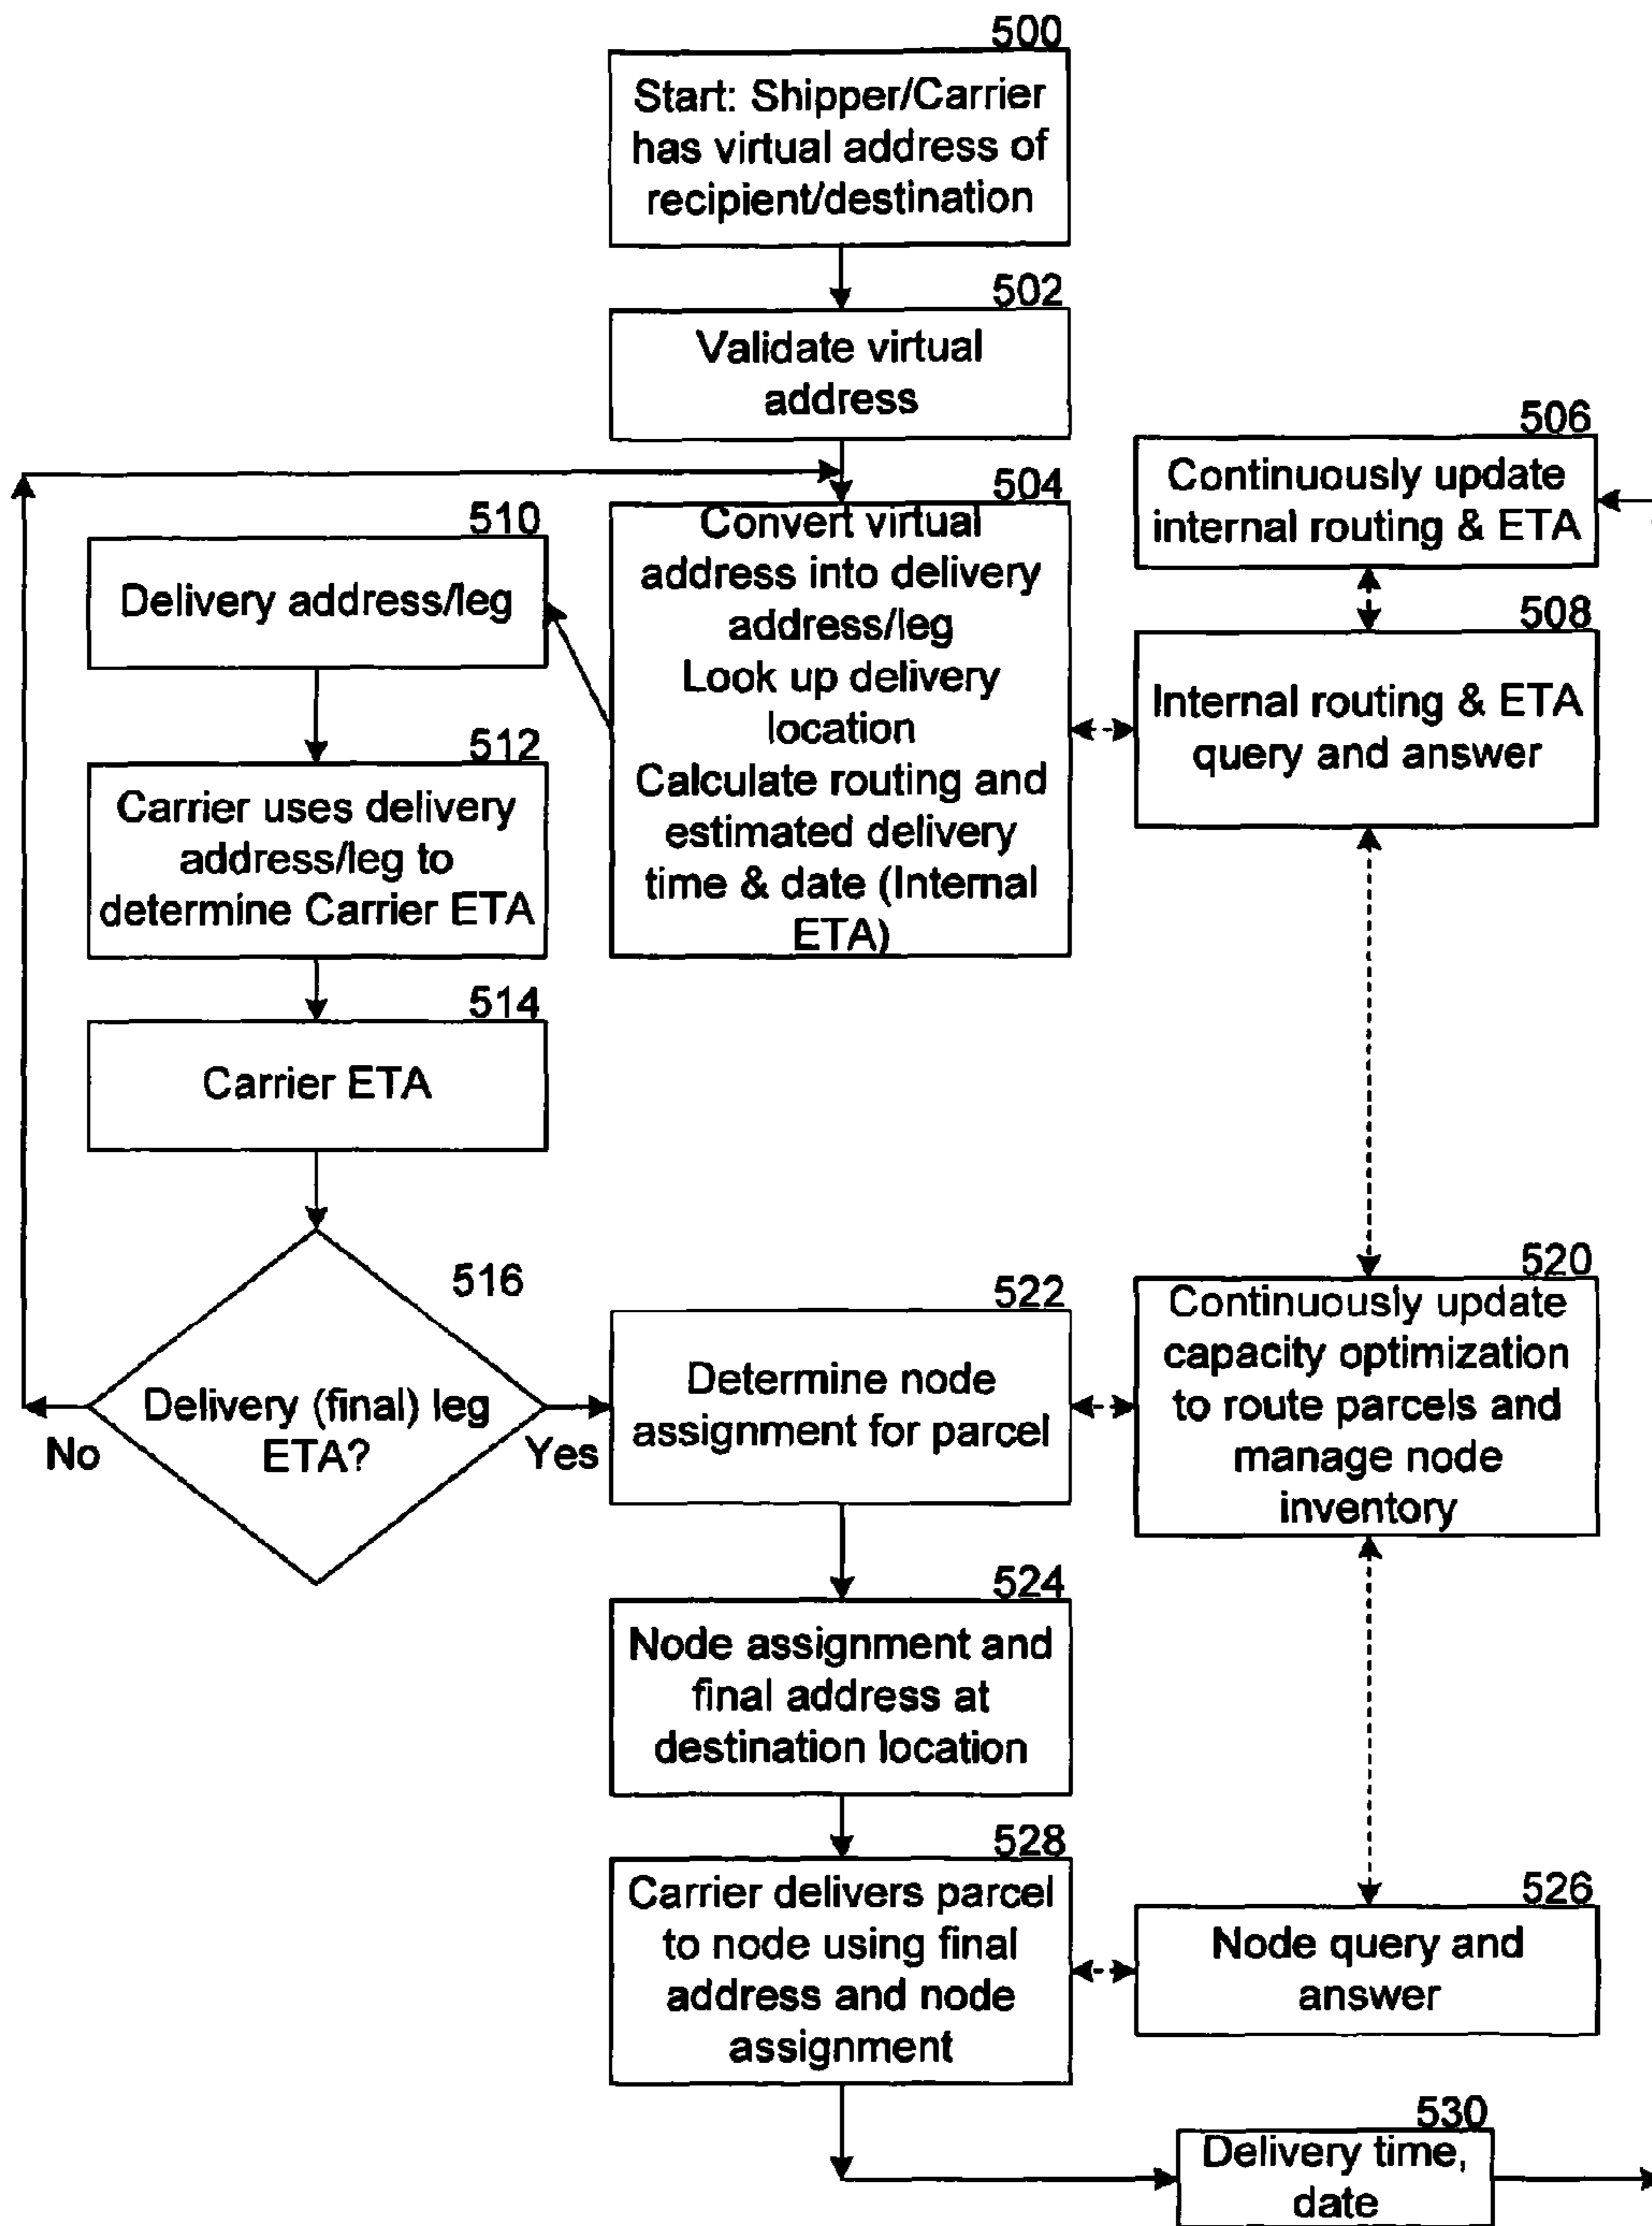 500
Start: Shipper/Carrier
has virtual address of
recipient/destination
502
Validate virtual
address
504
Convert virtual
address into delivery
address/leg
Look up delivery
location
Calculate routing and
estimated delivery
time & date (Internal
ETA)
506
Continuously update
internal routing & ETA
508
Internal routing & ETA
query and answer
510
Delivery address/leg
512
Carrier uses delivery
address/leg to
determine Carrier ETA
514
Carrier ETA
516
Delivery (final) leg
ETA?
No
Yes
520
Continuously update
capacity optimization
to route parcels and
manage node
inventory
522
Determine node
assignment for parcel
524
Node assignment and
final address at
destination location
526
Node query and
answer
528
Carrier delivers parcel
to node using final
address and node
assignment
530
Delivery time,
date